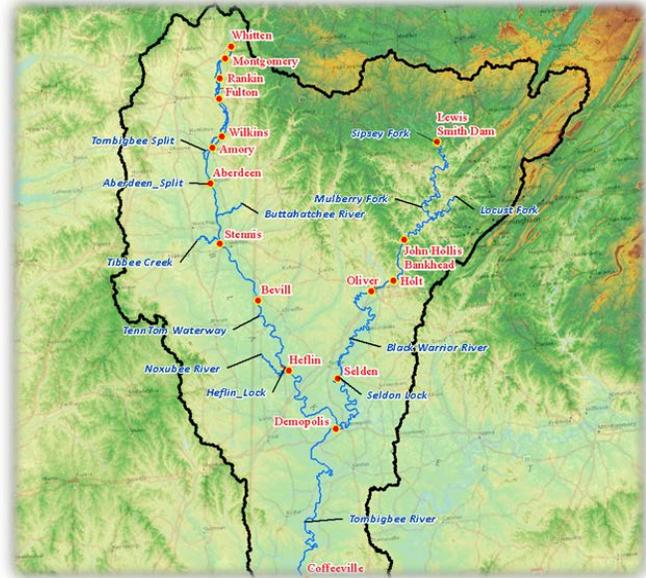 Whitten
Montgomery
Rankin
Fulton
Wilkins
Tombigbee Split
Amory
Aberdeen
Aberdeen_Split
Buttahatchee River
Stennis
Tibbee Creek
Bevill
TennTom Waterway
Noxubee River
Heflin
Heflin_Lock
Demopolis
Lewis
Smith Dam
Sipsey Fork
Mulberry Fork
Locust Fork
John Hollis
Bankhead
Holt
Oliver
Black Warrior River
Selden
Seldon Lock
Tombigbee River
Coffeeville